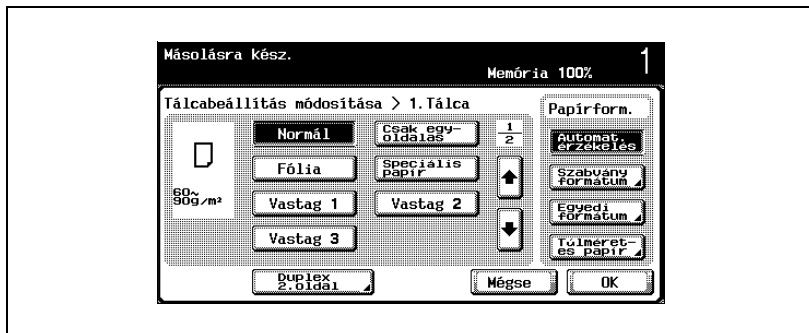 Másolásra kész.
Memória 100%
1
Tálcabeállítás módosítása > 1.Tálca
Papírform.
60~
90g/m²
Normál
Csak egy-
oldalas
1
2
Automat.
érzékelés
Fólia
Speciális
papír
Szabvány
formátum
Vastag 1
Vastag 2
Egyedi
formátum
Vastag 3
Túlméret-
es papír
Duplex
2.oldal
Mégse
OK